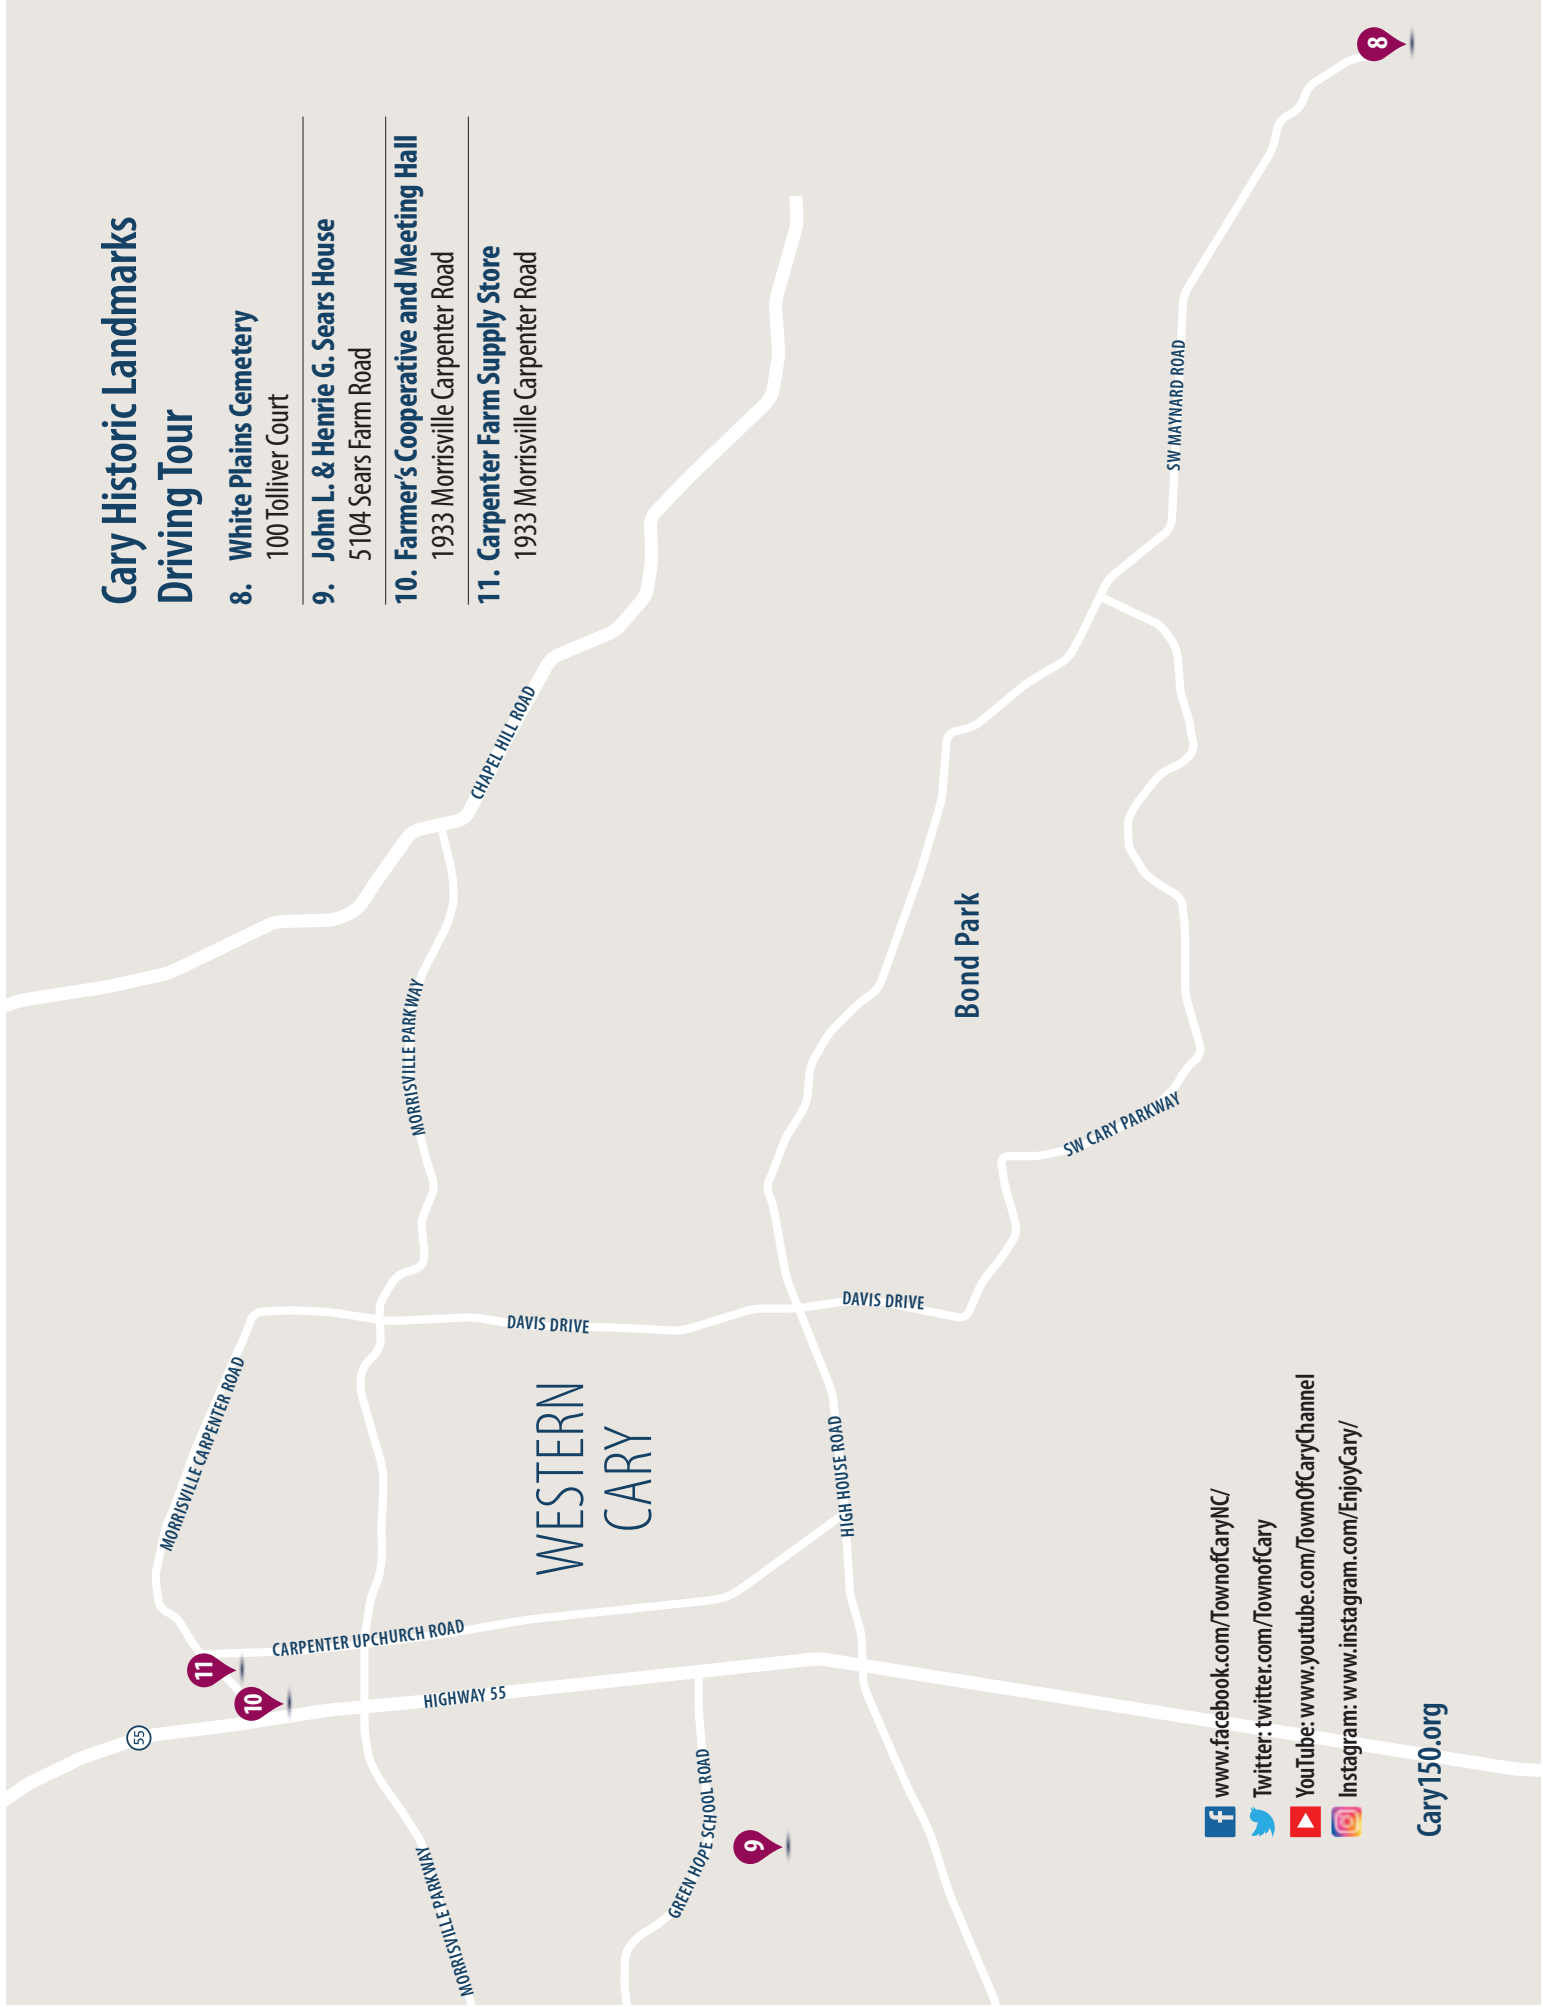 Cary Historic Landmarks
Driving Tour
8. White Plains Cemetery
100 Tolliver Court
9. John L. & Henrie G. Sears House
5104 Sears Farm Road
10. Farmer's Cooperative and Meeting Hall
1933 Morrisville Carpenter Road
11. Carpenter Farm Supply Store
1933 Morrisville Carpenter Road
55
11
10
9
8
MORRISVILLE CARPENTER ROAD
CARPENTER UPCHURCH ROAD
HIGHWAY 55
MORRISVILLE PARKWAY
MORRISVILLE PARKWAY
CHAPEL HILL ROAD
DAVIS DRIVE
DAVIS DRIVE
WESTERN
CARY
GREEN HOPE SCHOOL ROAD
HIGH HOUSE ROAD
Bond Park
SW CARY PARKWAY
SW MAYNARD ROAD
f www.facebook.com/TownofCaryNC/
Twitter: twitter.com/TownofCary
YouTube: www.youtube.com/TownOfCaryChannel
Instagram: www.instagram.com/EnjoyCary/
Cary150.org